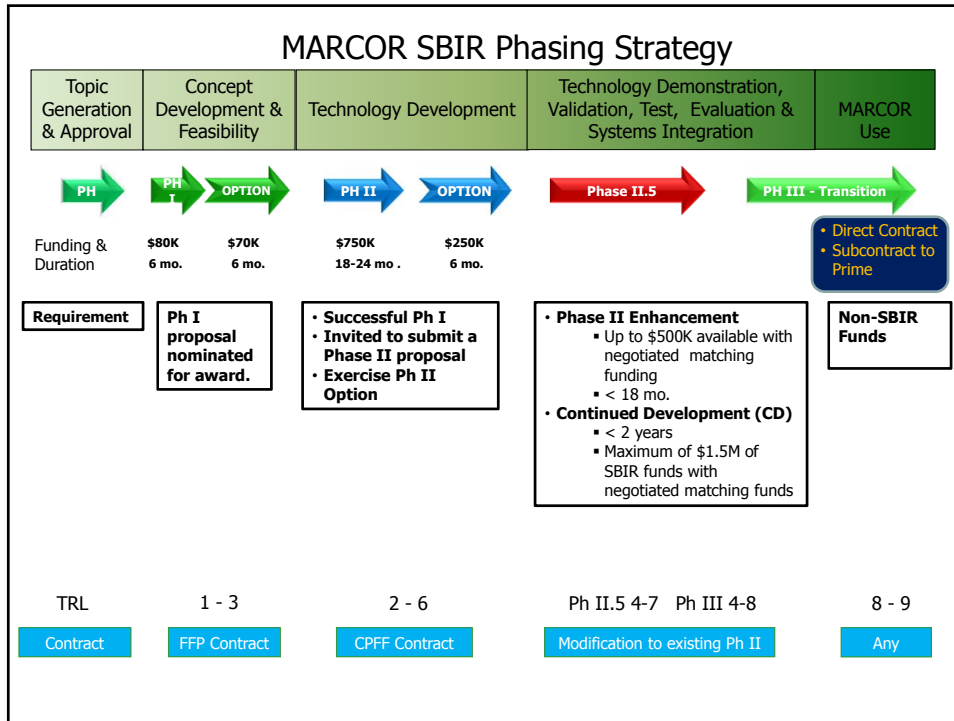 MARCOR SBIR Phasing Strategy
Topic
Generation
& Approval
Concept
Development &
Feasibility
Technology Development
Technology Demonstration,
Validation, Test, Evaluation &
Systems Integration
MARCOR
Use
PH
PH
I
OPTION
PH II
OPTION
Phase II.5
PH III - Transition
Funding &
Duration
$80K
6 mo.
$70K
6 mo.
$750K
18-24 mo .
$250K
6 mo.
• Direct Contract
• Subcontract to
Prime
Requirement
Ph I
proposal
nominated
for award.
• Successful Ph I
• Invited to submit a
Phase II proposal
• Exercise Ph II
Option
• Phase II Enhancement
▪ Up to $500K available with
negotiated matching
funding
▪ < 18 mo.
• Continued Development (CD)
▪ < 2 years
▪ Maximum of $1.5M of
SBIR funds with
negotiated matching funds
Non-SBIR
Funds
TRL
1 - 3
2 - 6
Ph II.5 4-7 Ph III 4-8
8 - 9
Contract
FFP Contract
CPFF Contract
Modification to existing Ph II
Any